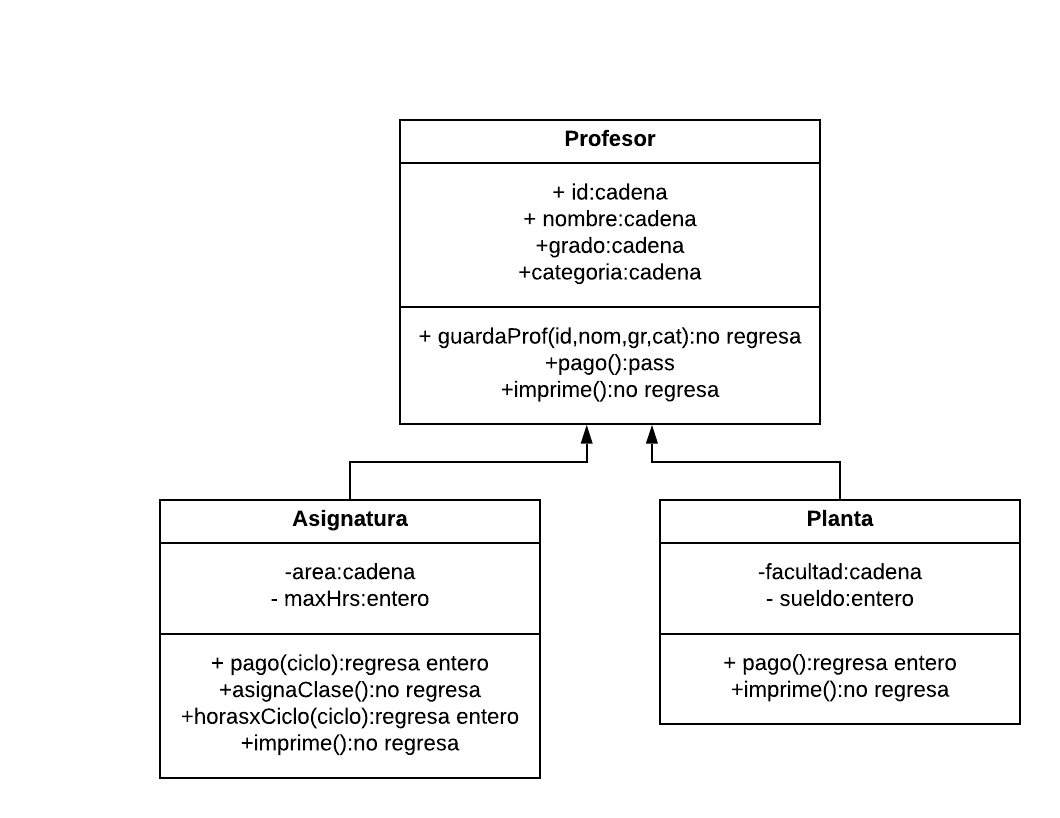 Profesor
+ id:cadena
+ nombre:cadena
+grado:cadena
+categoria:cadena
+ guardaProf(id,nom,gr,cat):no regresa
+pago():pass
+imprime():no regresa
Asignatura
-area:cadena
- maxHrs:entero
+ pago(ciclo):regresa entero
+asignaClase():no regresa
+horasxCiclo(ciclo):regresa entero
+imprime():no regresa
Planta
-facultad:cadena
- sueldo:entero
+ pago():regresa entero
+imprime():no regresa